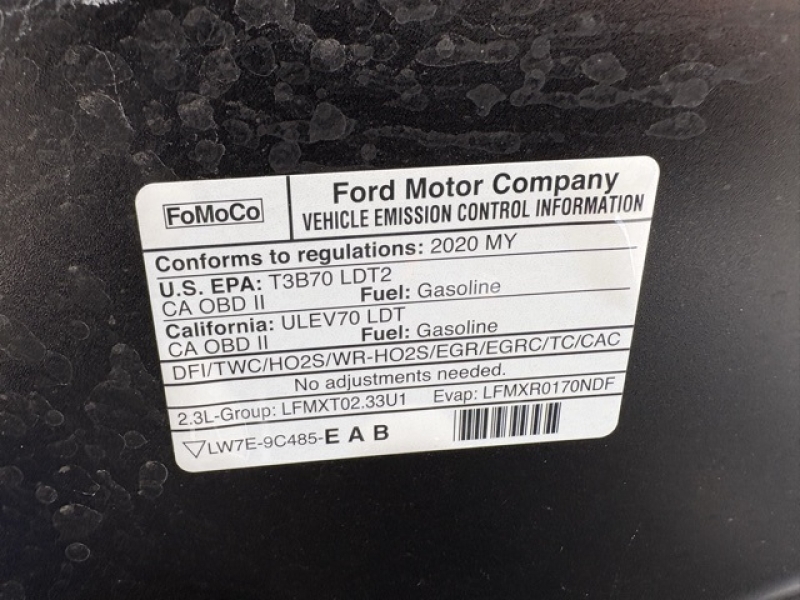 FoMoCo
Ford Motor Company
VEHICLE EMISSION CONTROL INFORMATION
Conforms to regulations: 2020 MY
U.S. EPA: T3B70 LDT2
CA OBD II Fuel: Gasoline
California: ULEV70 LDT
CA OBD II Fuel: Gasoline
DFI/TWC/HO2S/WR-HO2S/EGR/EGRC/TC/CAC
No adjustments needed.
2.3L-Group: LFMXT02.33U1 Evap: LFMXR0170NDF
LW7E-9C485-E A B